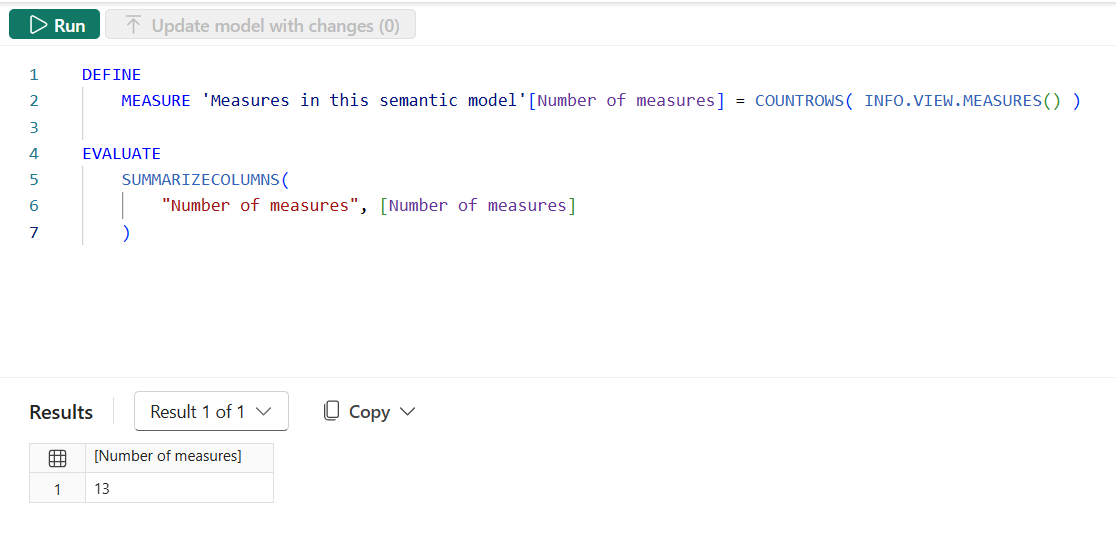 Run Update model with changes (0)
1 DEFINE
2 MEASURE 'Measures in this semantic model'[Number of measures] = COUNTROWS( INFO.VIEW.MEASURES() )
3
4 EVALUATE
5 SUMMARIZECOLUMNS(
6 "Number of measures", [Number of measures]
7 )
Results Result 1 of 1 Copy
[Number of measures]
1 13